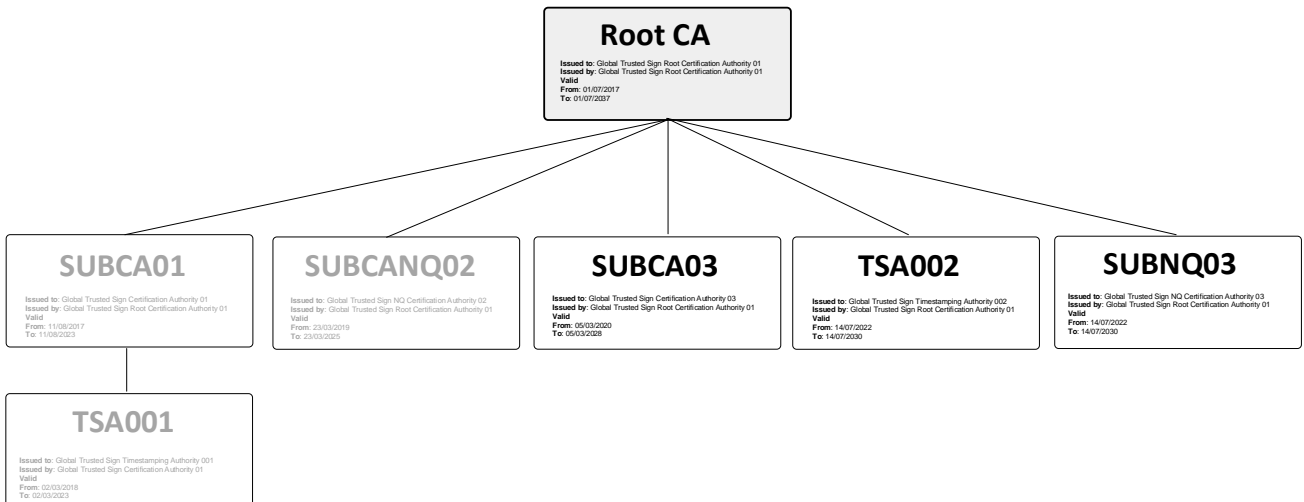 Root CA
Issued to: Global Trusted Sign Root Certification Authority 01
Issued by: Global Trusted Sign Root Certification Authority 01
Valid
From: 01/07/2017
To: 01/07/2037
SUBCA01
Issued to: Global Trusted Sign Certification Authority 01
Issued by: Global Trusted Sign Root Certification Authority 01
Valid
From: 11/08/2017
To: 11/08/2023
SUBCANQ02
Issued to: Global Trusted Sign NQ Certification Authority 02
Issued by: Global Trusted Sign Root Certification Authority 01
Valid
From: 23/03/2019
To: 23/03/2025
SUBCA03
Issued to: Global Trusted Sign Certification Authority 03
Issued by: Global Trusted Sign Root Certification Authority 01
Valid
From: 05/03/2020
To: 05/03/2028
TSA002
Issued to: Global Trusted Sign Timestamping Authority 002
Issued by: Global Trusted Sign Root Certification Authority 01
Valid
From: 14/07/2022
To: 14/07/2030
SUBNQ03
Issued to: Global Trusted Sign NQ Certification Authority 03
Issued by: Global Trusted Sign Root Certification Authority 01
Valid
From: 14/07/2022
To: 14/07/2030
TSA001
Issued to: Global Trusted Sign Timestamping Authority 001
Issued by: Global Trusted Sign Certification Authority 01
Valid
From: 02/03/2018
To: 02/03/2023